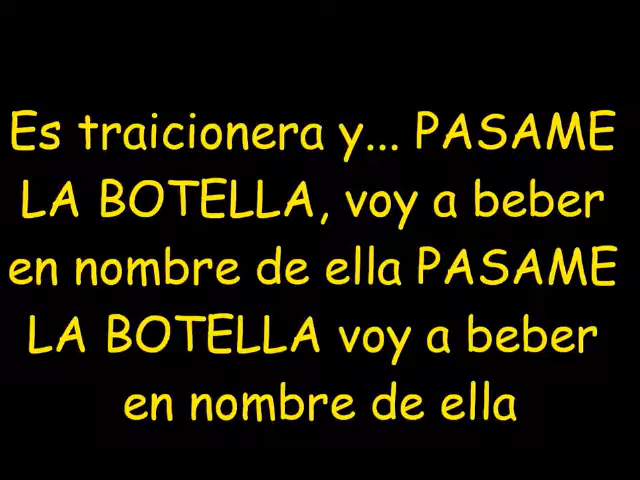 Es traicionera y... PASAME
LA BOTELLA, voy a beber
en nombre de ella PASAME
LA BOTELLA voy a beber
en nombre de ella